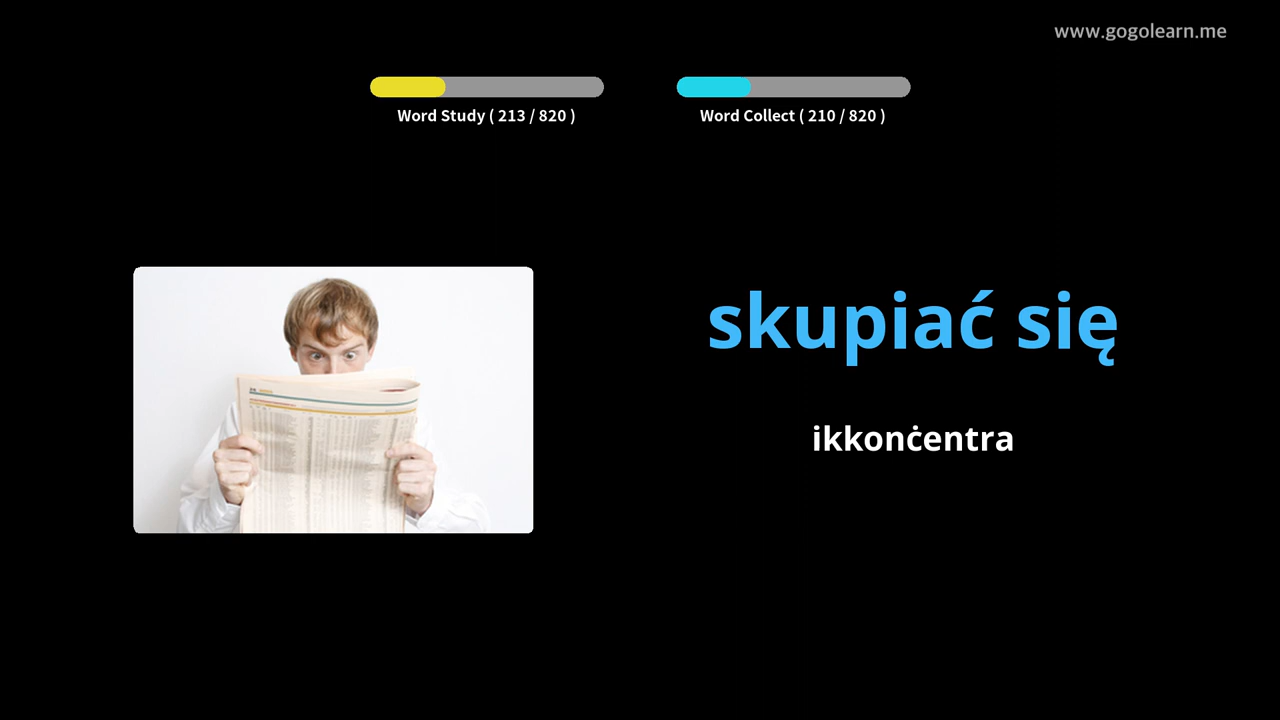 www.gogolearn.me
Word Study ( 213 / 820 )
Word Collect ( 210 / 820 )
skupiać się
ikkonċentra